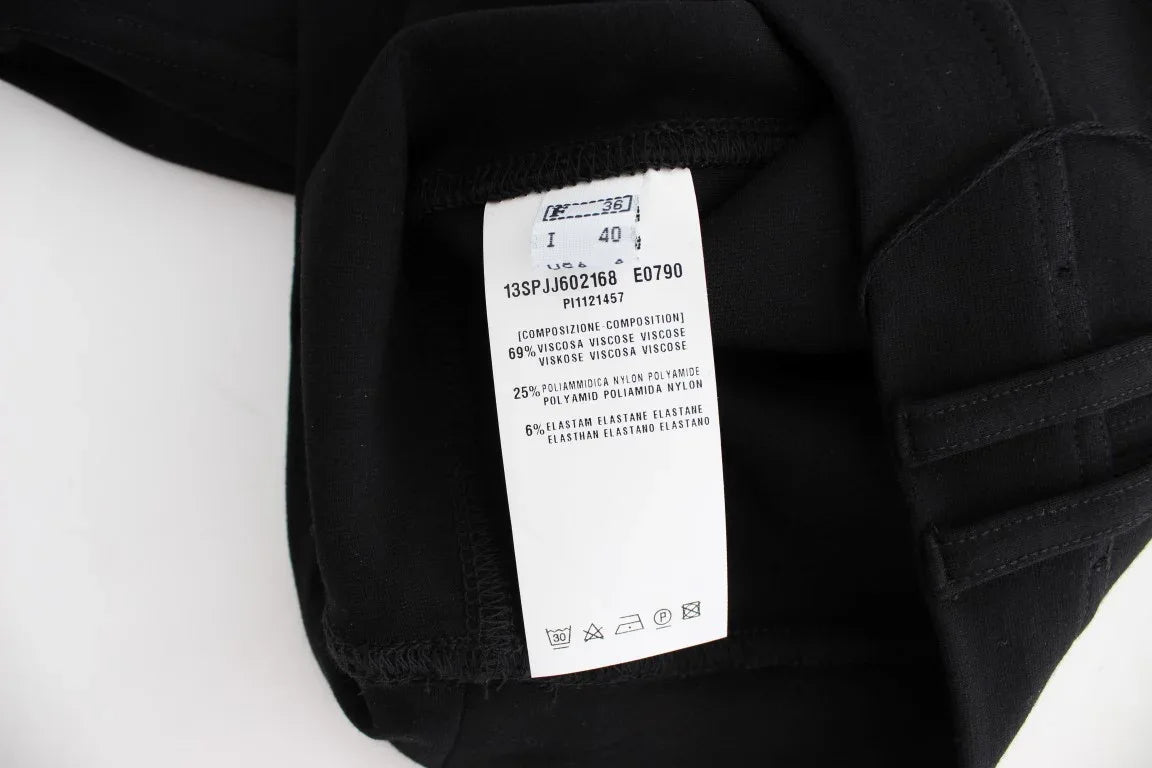 F 36
I 40
USA
13SPJJ602168 E0790
PI1121457
[COMPOSIZIONE-COMPOSITION]
69% VISCOSA VISCOSE VISCOSE
VISKOSE VISCOSA VISCOSE
25% POLIAMMIDICA NYLON POLYAMIDE
POLYAMID POLIAMIDA NYLON
6% ELASTAM ELASTANE ELASTANE
ELASTHAN ELASTANO ELASTANO
30 P